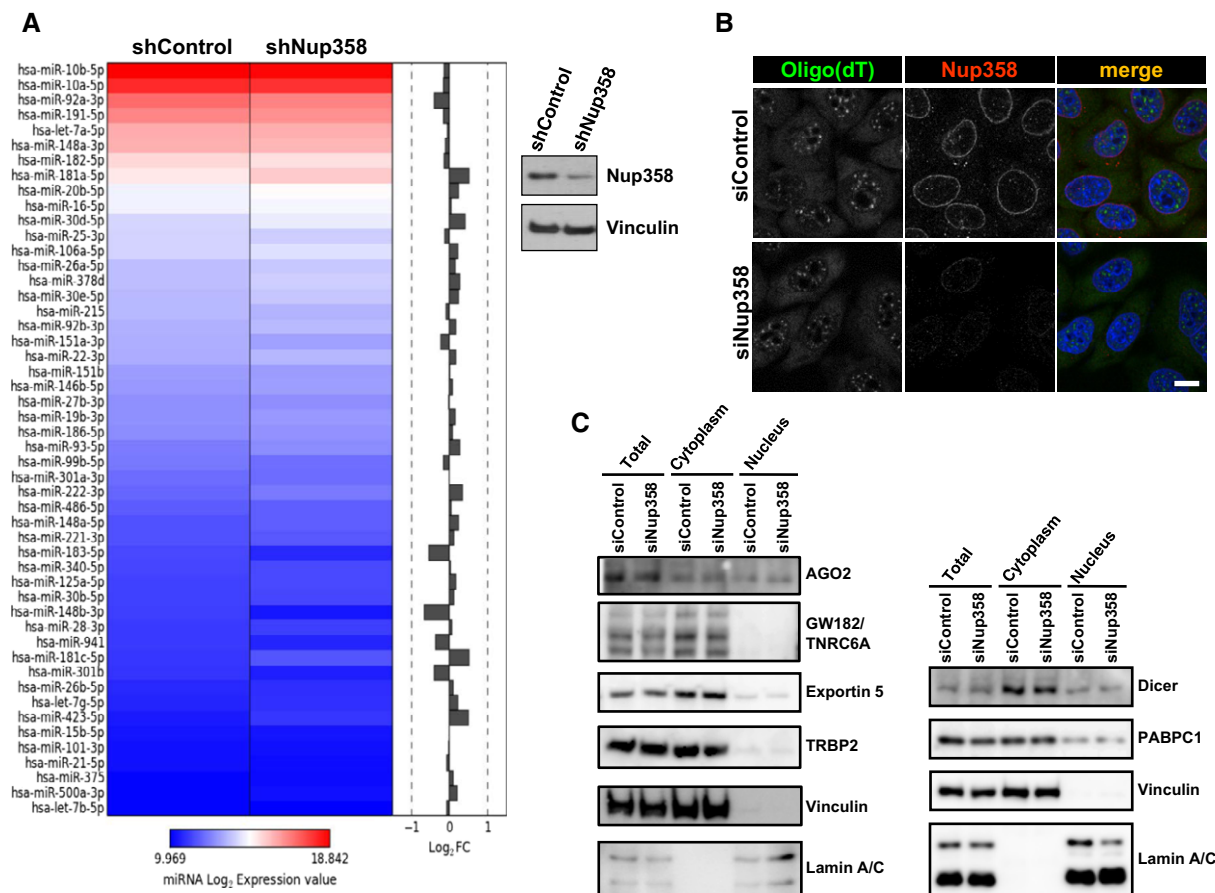 A
shControl
shNup358
hsa-miR-10b-5p
hsa-miR-10a-5p
hsa-miR-92a-3p
hsa-miR-191-5p
hsa-let-7a-5p
hsa-miR-148a-3p
hsa-miR-182-5p
hsa-miR-181a-5p
hsa-miR-20b-5p
hsa-miR-16-5p
hsa-miR-30d-5p
hsa-miR-25-3p
hsa-miR-106a-5p
hsa-miR-26a-5p
hsa-miR-378d
hsa-miR-30e-5p
hsa-miR-215
hsa-miR-92b-3p
hsa-miR-151a-3p
hsa-miR-22-3p
hsa-miR-151b
hsa-miR-146b-5p
hsa-miR-27b-3p
hsa-miR-19b-3p
hsa-miR-186-5p
hsa-miR-93-5p
hsa-miR-99b-5p
hsa-miR-301a-3p
hsa-miR-222-3p
hsa-miR-486-5p
hsa-miR-148a-5p
hsa-miR-221-3p
hsa-miR-183-5p
hsa-miR-340-5p
hsa-miR-125a-5p
hsa-miR-30b-5p
hsa-miR-148b-3p
hsa-miR-28-3p
hsa-miR-941
hsa-miR-181c-5p
hsa-miR-301b
hsa-miR-26b-5p
hsa-let-7g-5p
hsa-miR-423-5p
hsa-miR-15b-5p
hsa-miR-101-3p
hsa-miR-21-5p
hsa-miR-375
hsa-miR-500a-3p
hsa-let-7b-5p
−1 0 1
Log2 FC
9.969 18.842
miRNA Log2 Expression value
shControl
shNup358
Nup358
Vinculin
B
Oligo(dT)
Nup358
merge
siControl
siNup358
C
Total
Cytoplasm
Nucleus
siControl
siNup358
siControl
siNup358
siControl
siNup358
AGO2
GW182/
TNRC6A
Exportin 5
TRBP2
Vinculin
Lamin A/C
Total
Cytoplasm
Nucleus
siControl
siNup358
siControl
siNup358
siControl
siNup358
Dicer
PABPC1
Vinculin
Lamin A/C